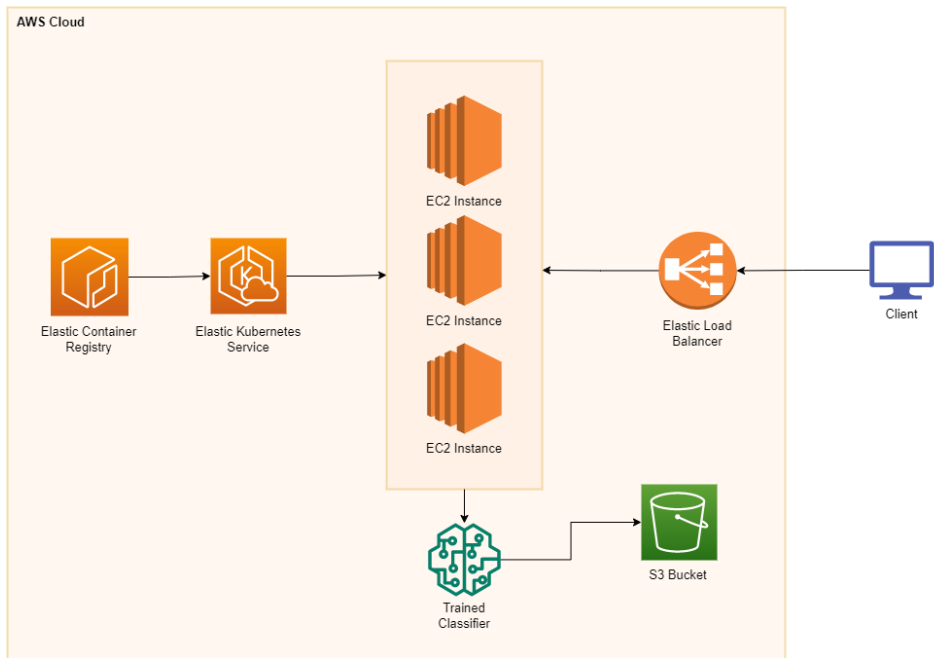 AWS Cloud
EC2 Instance
EC2 Instance
EC2 Instance
Elastic Container
Registry
Elastic Kubernetes
Service
Elastic Load
Balancer
Client
Trained
Classifier
S3 Bucket
K